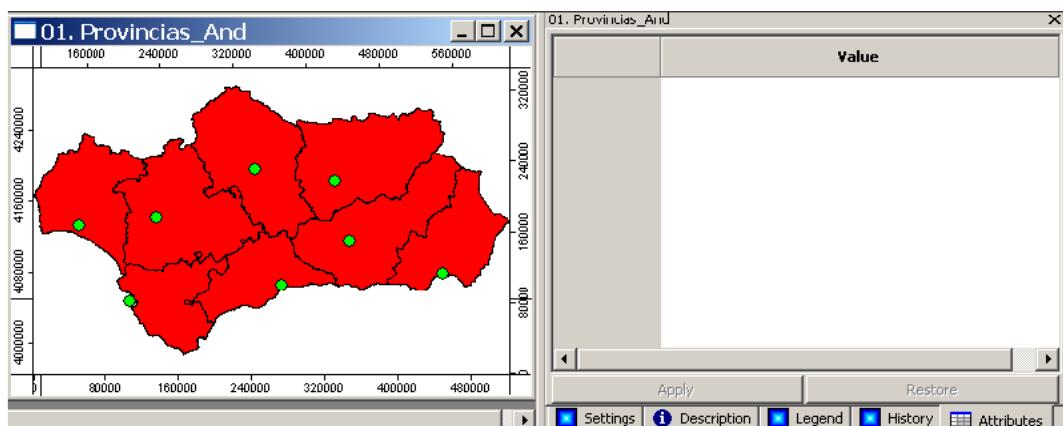 01. Provincias_And
160000 240000 320000 400000 560000
4240000
4160000
4080000
4000000
320000
240000
160000
80000
0
0 80000 160000 240000 320000 400000 480000
01. Provincias_And
Value
Apply Restore
Settings Description Legend History Attributes